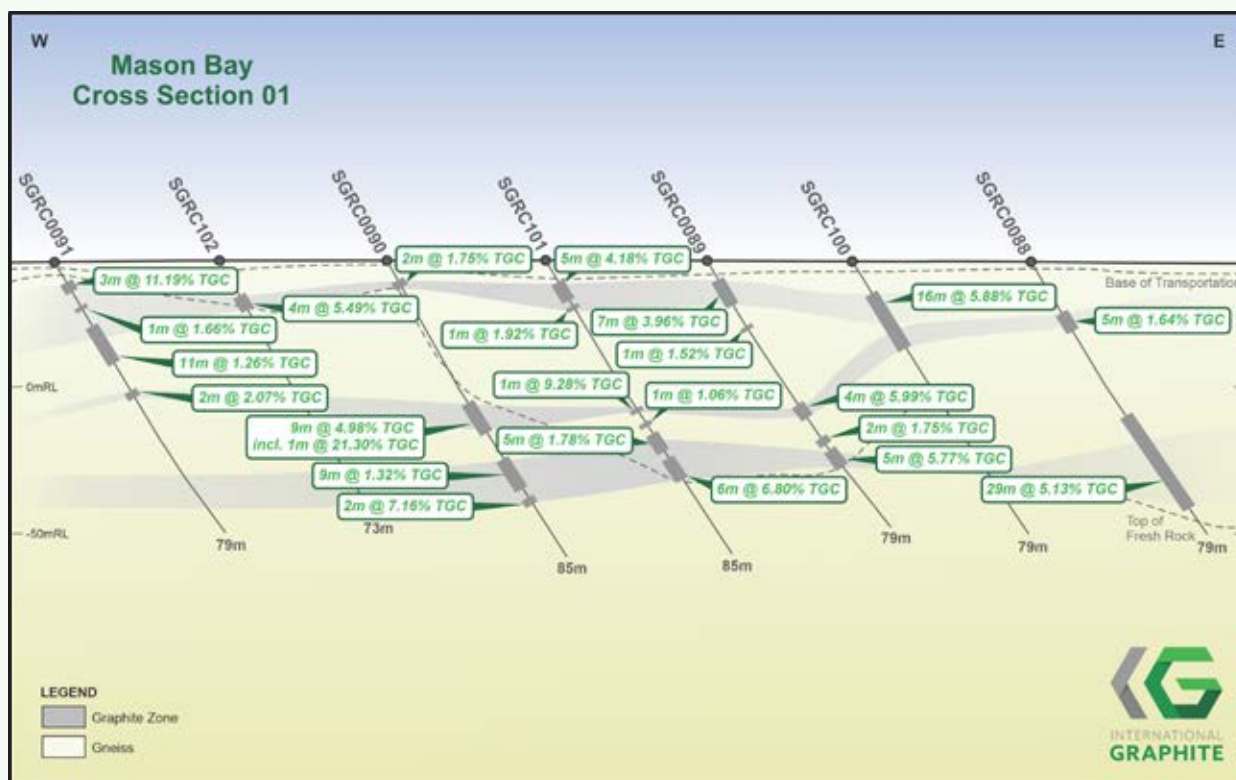 W
E
Mason Bay
Cross Section 01
SGRC0091
SGRC102
SGRC0090
SGRC101
SGRC0089
SGRC100
SGRC0088
2m @ 1.75% TGC
5m @ 4.18% TGC
3m @ 11.19% TGC
Base of Transportation
4m @ 5.49% TGC
16m @ 5.88% TGC
7m @ 3.96% TGC
5m @ 1.64% TGC
1m @ 1.66% TGC
1m @ 1.92% TGC
1m @ 1.52% TGC
11m @ 1.26% TGC
0mRL
1m @ 9.28% TGC
1m @ 1.06% TGC
2m @ 2.07% TGC
4m @ 5.99% TGC
9m @ 4.98% TGC
incl. 1m @ 21.30% TGC
5m @ 1.78% TGC
2m @ 1.75% TGC
5m @ 5.77% TGC
9m @ 1.32% TGC
6m @ 6.80% TGC
29m @ 5.13% TGC
2m @ 7.16% TGC
-50mRL
73m
Top of
Fresh Rock
79m
79m
79m
79m
85m
85m
LEGEND
Graphite Zone
Gneiss
INTERNATIONAL
GRAPHITE